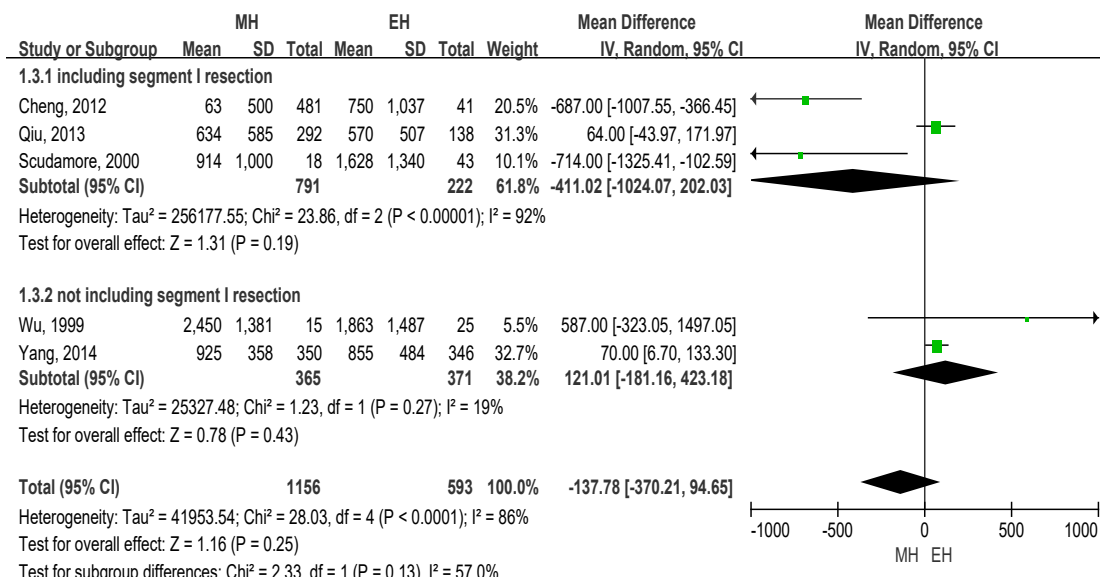 MH EH Mean Difference Mean Difference
Study or Subgroup Mean SD Total Mean SD Total Weight IV, Random, 95% CI IV, Random, 95% CI
1.3.1 including segment I resection
Cheng, 2012 63 500 481 750 1,037 41 20.5% -687.00 [-1007.55, -366.45]
Qiu, 2013 634 585 292 570 507 138 31.3% 64.00 [-43.97, 171.97]
Scudamore, 2000 914 1,000 18 1,628 1,340 43 10.1% -714.00 [-1325.41, -102.59]
Subtotal (95% CI) 791 222 61.8% -411.02 [-1024.07, 202.03]
Heterogeneity: Tau² = 256177.55; Chi² = 23.86, df = 2 (P < 0.00001); I² = 92%
Test for overall effect: Z = 1.31 (P = 0.19)
1.3.2 not including segment I resection
Wu, 1999 2,450 1,381 15 1,863 1,487 25 5.5% 587.00 [-323.05, 1497.05]
Yang, 2014 925 358 350 855 484 346 32.7% 70.00 [6.70, 133.30]
Subtotal (95% CI) 365 371 38.2% 121.01 [-181.16, 423.18]
Heterogeneity: Tau² = 25327.48; Chi² = 1.23, df = 1 (P = 0.27); I² = 19%
Test for overall effect: Z = 0.78 (P = 0.43)
Total (95% CI) 1156 593 100.0% -137.78 [-370.21, 94.65]
Heterogeneity: Tau² = 41953.54; Chi² = 28.03, df = 4 (P < 0.0001); I² = 86%
Test for overall effect: Z = 1.16 (P = 0.25)
Test for subgroup differences: Chi² = 2.33, df = 1 (P = 0.13), I² = 57.0%
-1000 -500 0 500 1000
MH EH